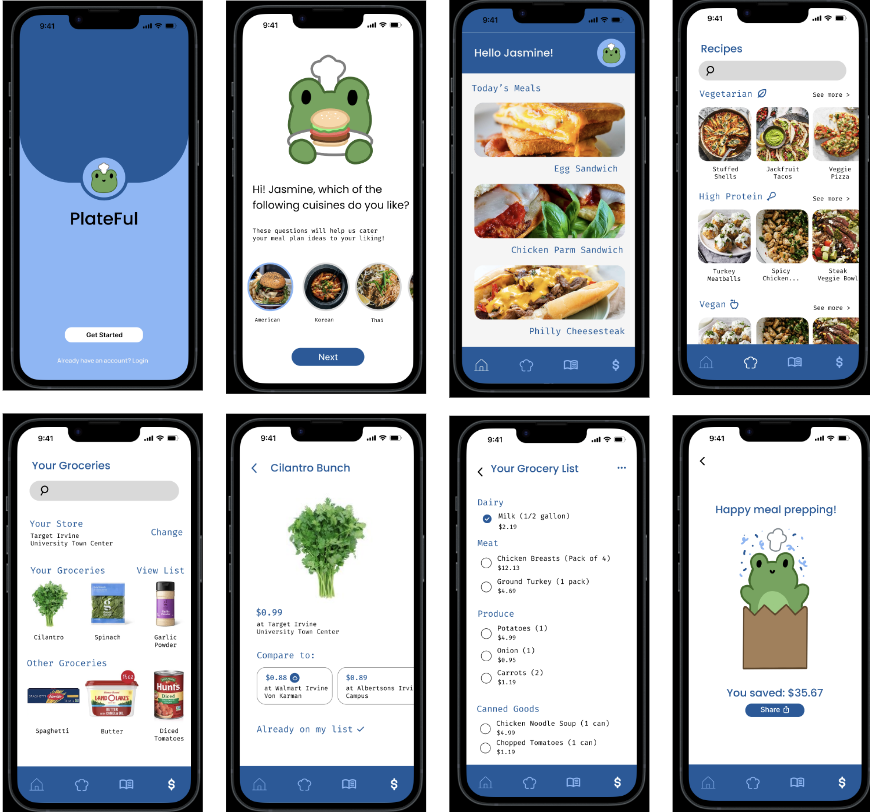 9:41
PlateFul
Get Started
Already have an account? Login
9:41
Hi! Jasmine, which of the
following cuisines do you like?
These questions will help us cater
your meal plan ideas to your liking!
American
Korean
Thai
Next
9:41
Hello Jasmine!
Today's Meals
Egg Sandwich
Chicken Parm Sandwich
Philly Cheesesteak
9:41
Recipes
Vegetarian
See more >
Stuffed
Shells
Jackfruit
Tacos
Veggie
Pizza
High Protein
See more >
Turkey
Meatballs
Spicy
Chicken...
Steak
Veggie Bowl
Vegan
See more >
$
$
9:41
Your Groceries
Your Store
Target Irvine
University Town Center
Change
Your Groceries
View List
Cilantro
Spinach
Garlic
Powder
Other Groceries
LAND O LAKES
Hunt's
Diced
Spaghetti
Butter
Diced
Tomatoes
$
9:41
Cilantro Bunch
$0.99
at Target Irvine
University Town Center
Compare to:
$0.88
at Walmart Irvine
Von Karman
$0.89
at Albertsons Irvi
Campus
Already on my list
$
9:41
Your Grocery List
Dairy
Milk (1/2 gallon)
$2.19
Meat
Chicken Breasts (Pack of 4)
$12.13
Ground Turkey (1 pack)
$4.69
Produce
Potatoes (1)
$4.99
Onion (1)
$0.95
Carrots (2)
$1.19
Canned Goods
Chicken Noodle Soup (1 can)
$4.99
Chopped Tomatoes (1 can)
$1.19
$
9:41
Happy meal prepping!
You saved: $35.67
Share
$